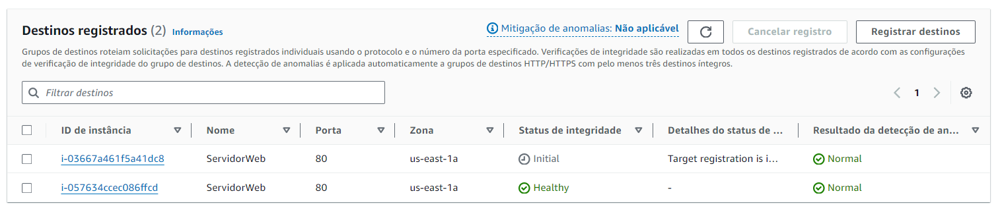 Destinos registrados (2) Informações
Mitigação de anomalias: Não aplicável
Cancelar registro
Registrar destinos
Grupos de destinos roteiam solicitações para destinos registrados individuais usando o protocolo e o número da porta especificado. Verificações de integridade são realizadas em todos os destinos registrados de acordo com as configurações
de verificação de integridade do grupo de destinos. A detecção de anomalias é aplicada automaticamente a grupos de destinos HTTP/HTTPS com pelo menos três destinos íntegros.
Filtrar destinos
1
ID de instância Nome Porta Zona Status de integridade Detalhes do status de ... Resultado da detecção de an...
i-03667a461f5a41dc8 ServidorWeb 80 us-east-1a Initial Target registration is i... Normal
i-057634ccec086ffcd ServidorWeb 80 us-east-1a Healthy - Normal